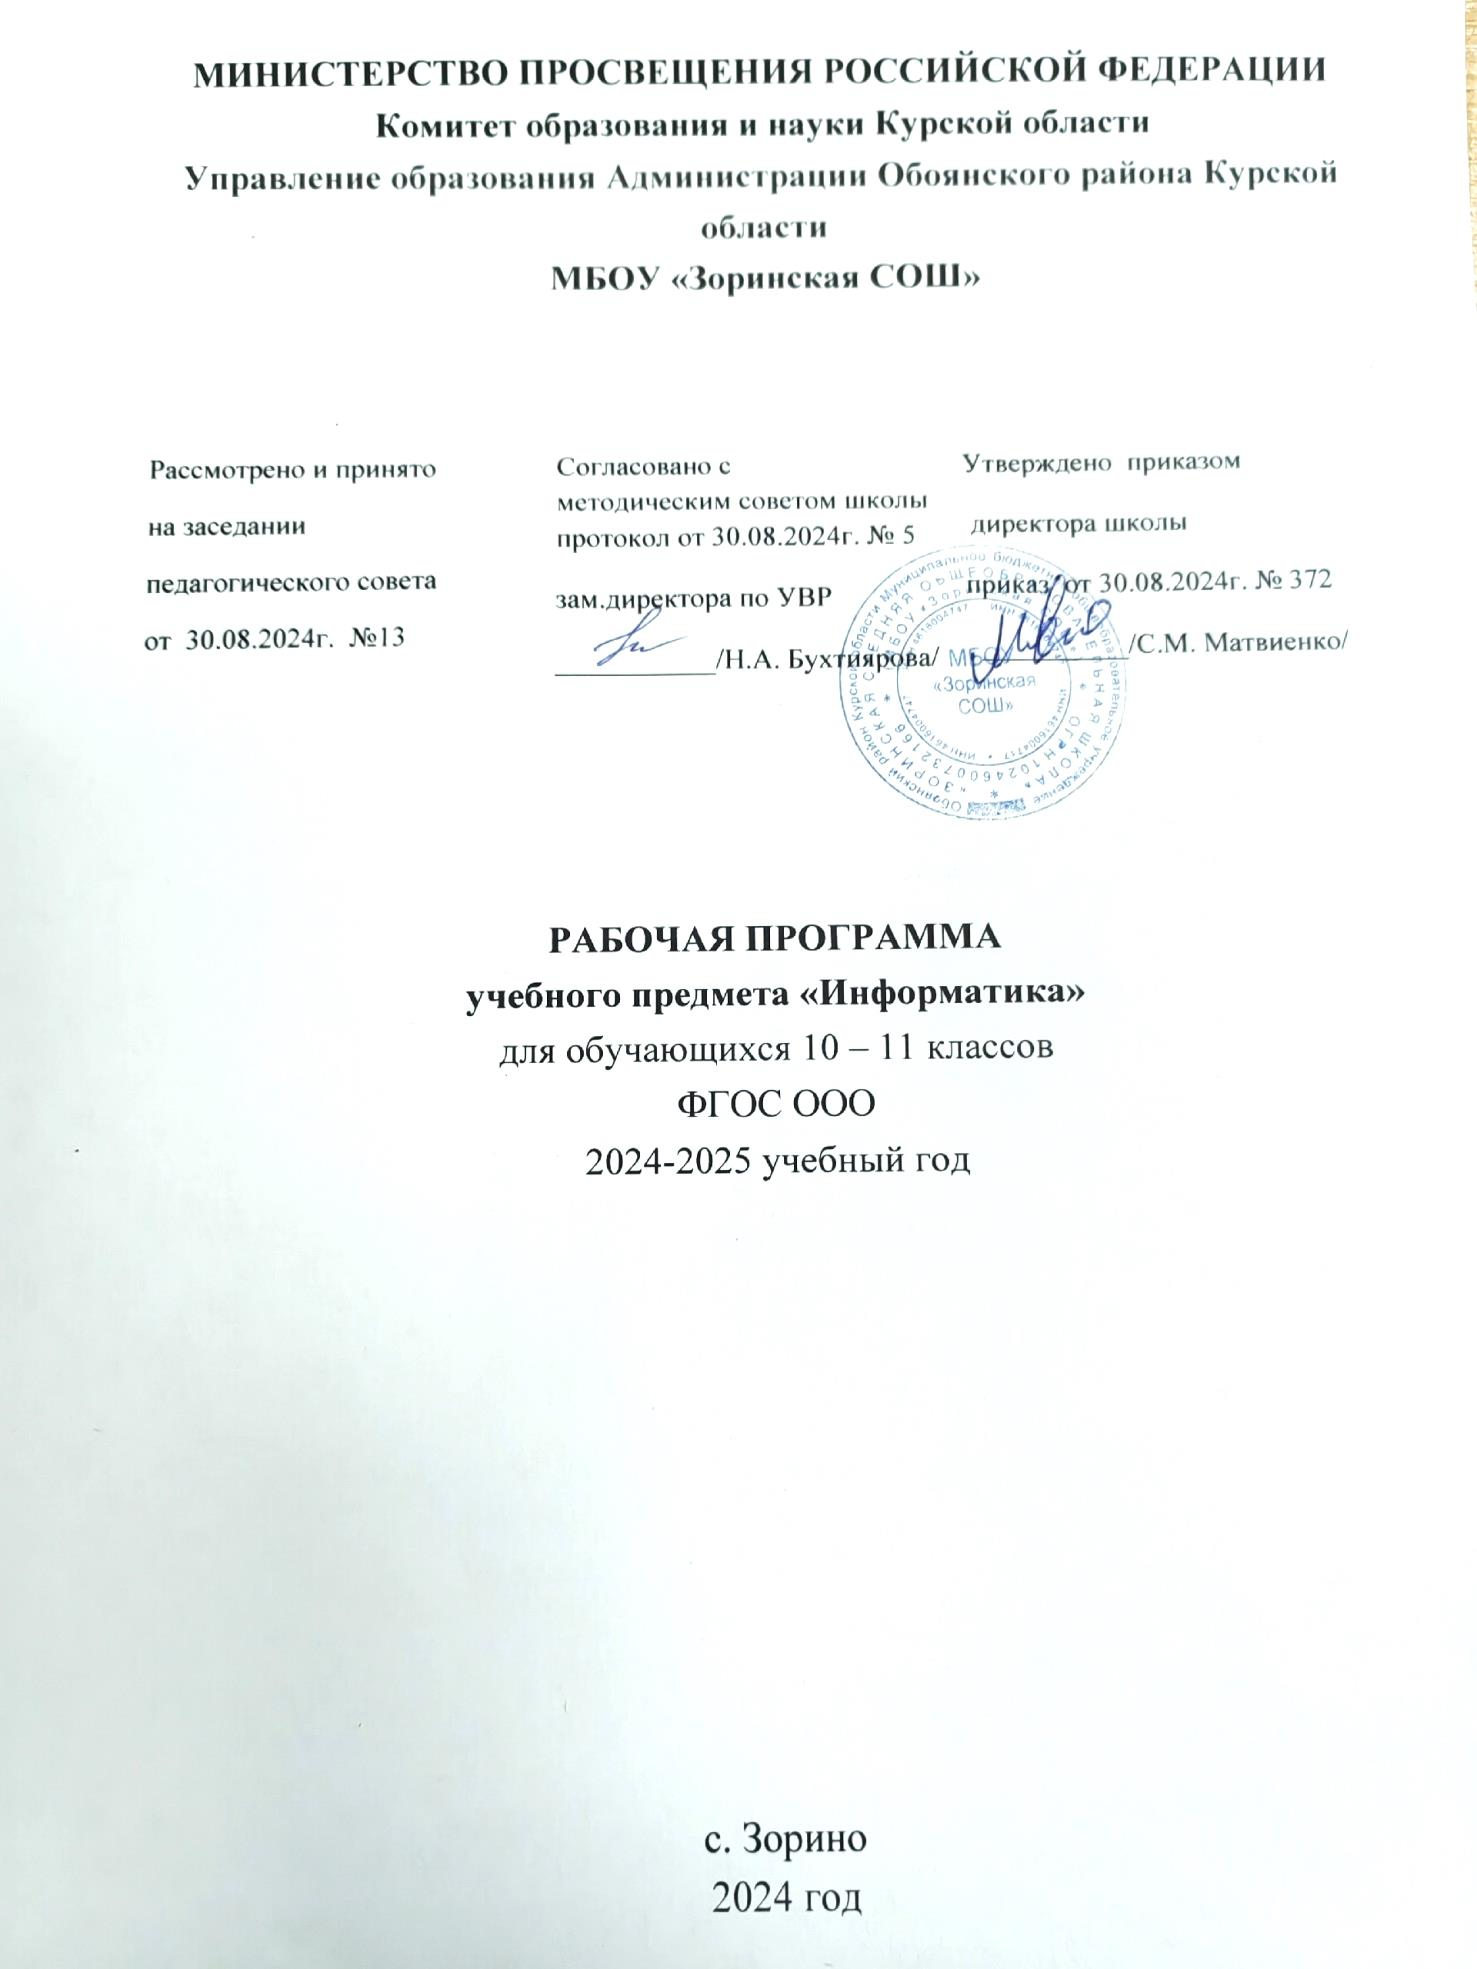 МИНИСТЕРСТВО ПРОСВЕЩЕНИЯ РОССИЙСКОЙ ФЕДЕРАЦИИ
Комитет образования и науки Курской области
Управление образования Администрации Обоянского района Курской
области
МБОУ «Зоринская СОШ»
Рассмотрено и принято
на заседании
педагогического совета
от 30.08.2024г. №13
Согласовано с
методическим советом школы
протокол от 30.08.2024г. № 5
зам.директора по УВР
/Н.А. Бухтиярова/
Утверждено приказом
директора школы
приказ от 30.08.2024г. № 372
/С.М. Матвиенко/
МБОУ
«Зоринская
СОШ»
РАБОЧАЯ ПРОГРАММА
учебного предмета «Информатика»
для обучающихся 10 – 11 классов
ФГОС ООО
2024-2025 учебный год
с. Зорино
2024 год